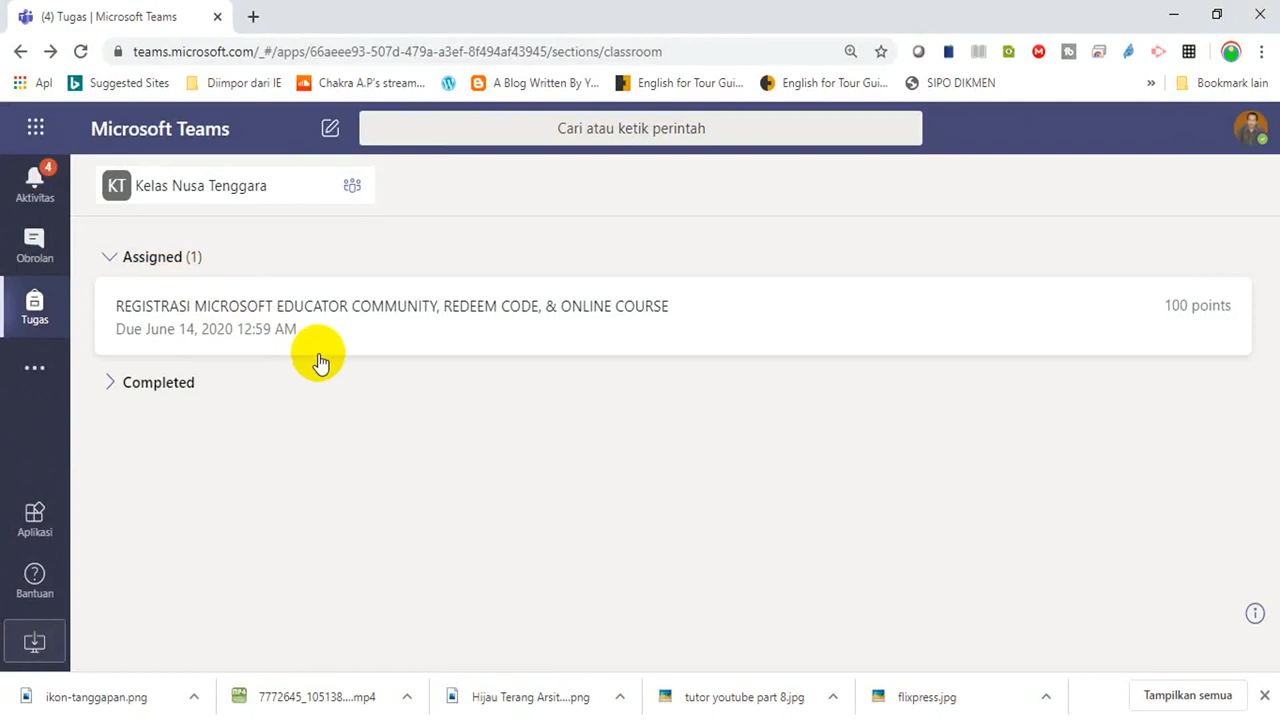 (4) Tugas | Microsoft Teams
teams.microsoft.com/_#/apps/66aeee93-507d-479a-a3ef-8f494af43945/sections/classroom
Apl
Suggested Sites
Diimpor dari IE
Chakra A.P's stream...
A Blog Written By Y...
English for Tour Gui...
English for Tour Gui...
SIPO DIKMEN
»
Bookmark lain
Microsoft Teams
Cari atau ketik perintah
4
Aktivitas
KT Kelas Nusa Tenggara
Obrolan
Assigned (1)
Tugas
REGISTRASI MICROSOFT EDUCATOR COMMUNITY, REDEEM CODE, & ONLINE COURSE
100 points
Due June 14, 2020 12:59 AM
Completed
Aplikasi
Bantuan
ikon-tanggapan.png
7772645_105138....mp4
Hijau Terang Arsit....png
tutor youtube part 8.jpg
flixpress.jpg
Tampilkan semua